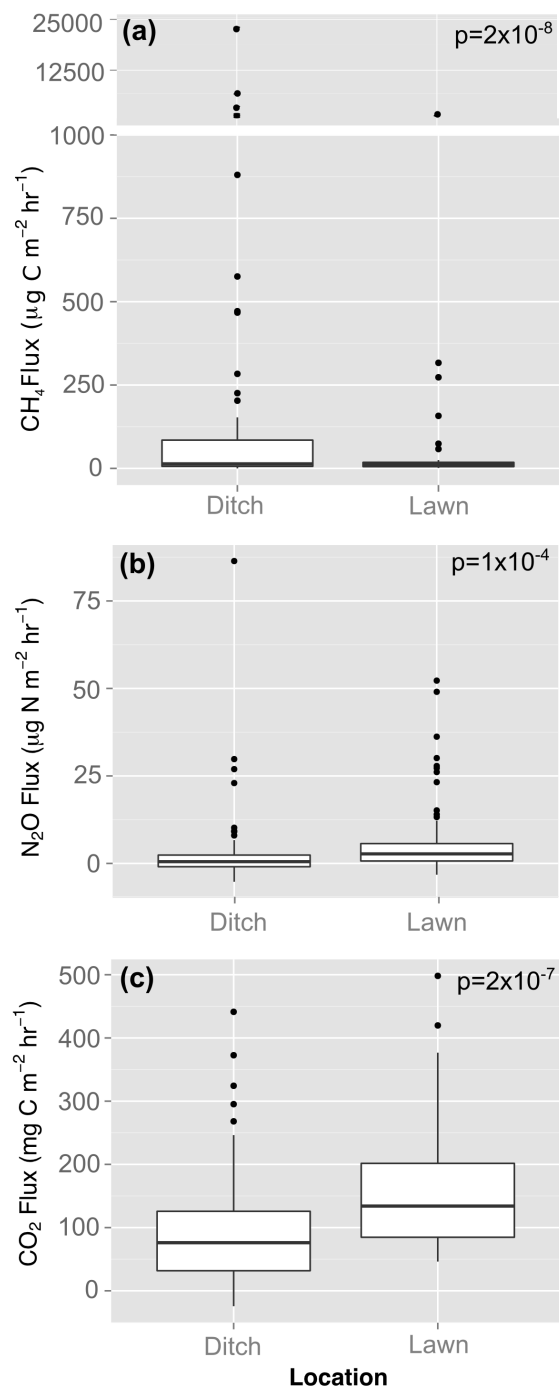 (a)
p=2x10⁻⁸
25000
12500
1000
750
500
250
0
CH₄Flux (µg C m⁻² hr⁻¹)
Ditch
Lawn
(b)
p=1x10⁻⁴
75
50
25
0
N₂O Flux (µg N m⁻² hr⁻¹)
Ditch
Lawn
(c)
p=2x10⁻⁷
500
400
300
200
100
0
CO₂ Flux (mg C m⁻² hr⁻¹)
Ditch
Lawn
Location